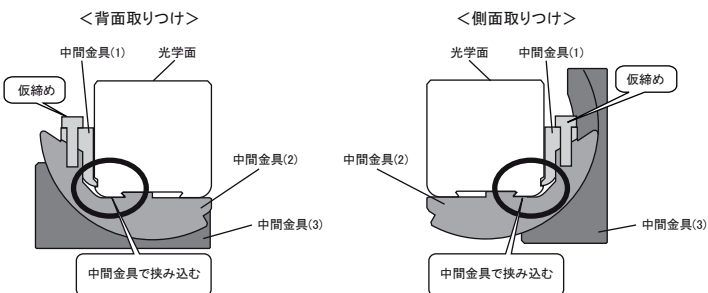 ＜背面取りつけ＞
中間金具(1)
光学面
仮締め
中間金具(2)
中間金具(3)
中間金具で挟み込む
＜側面取りつけ＞
光学面
中間金具(1)
仮締め
中間金具(2)
中間金具(3)
中間金具で挟み込む